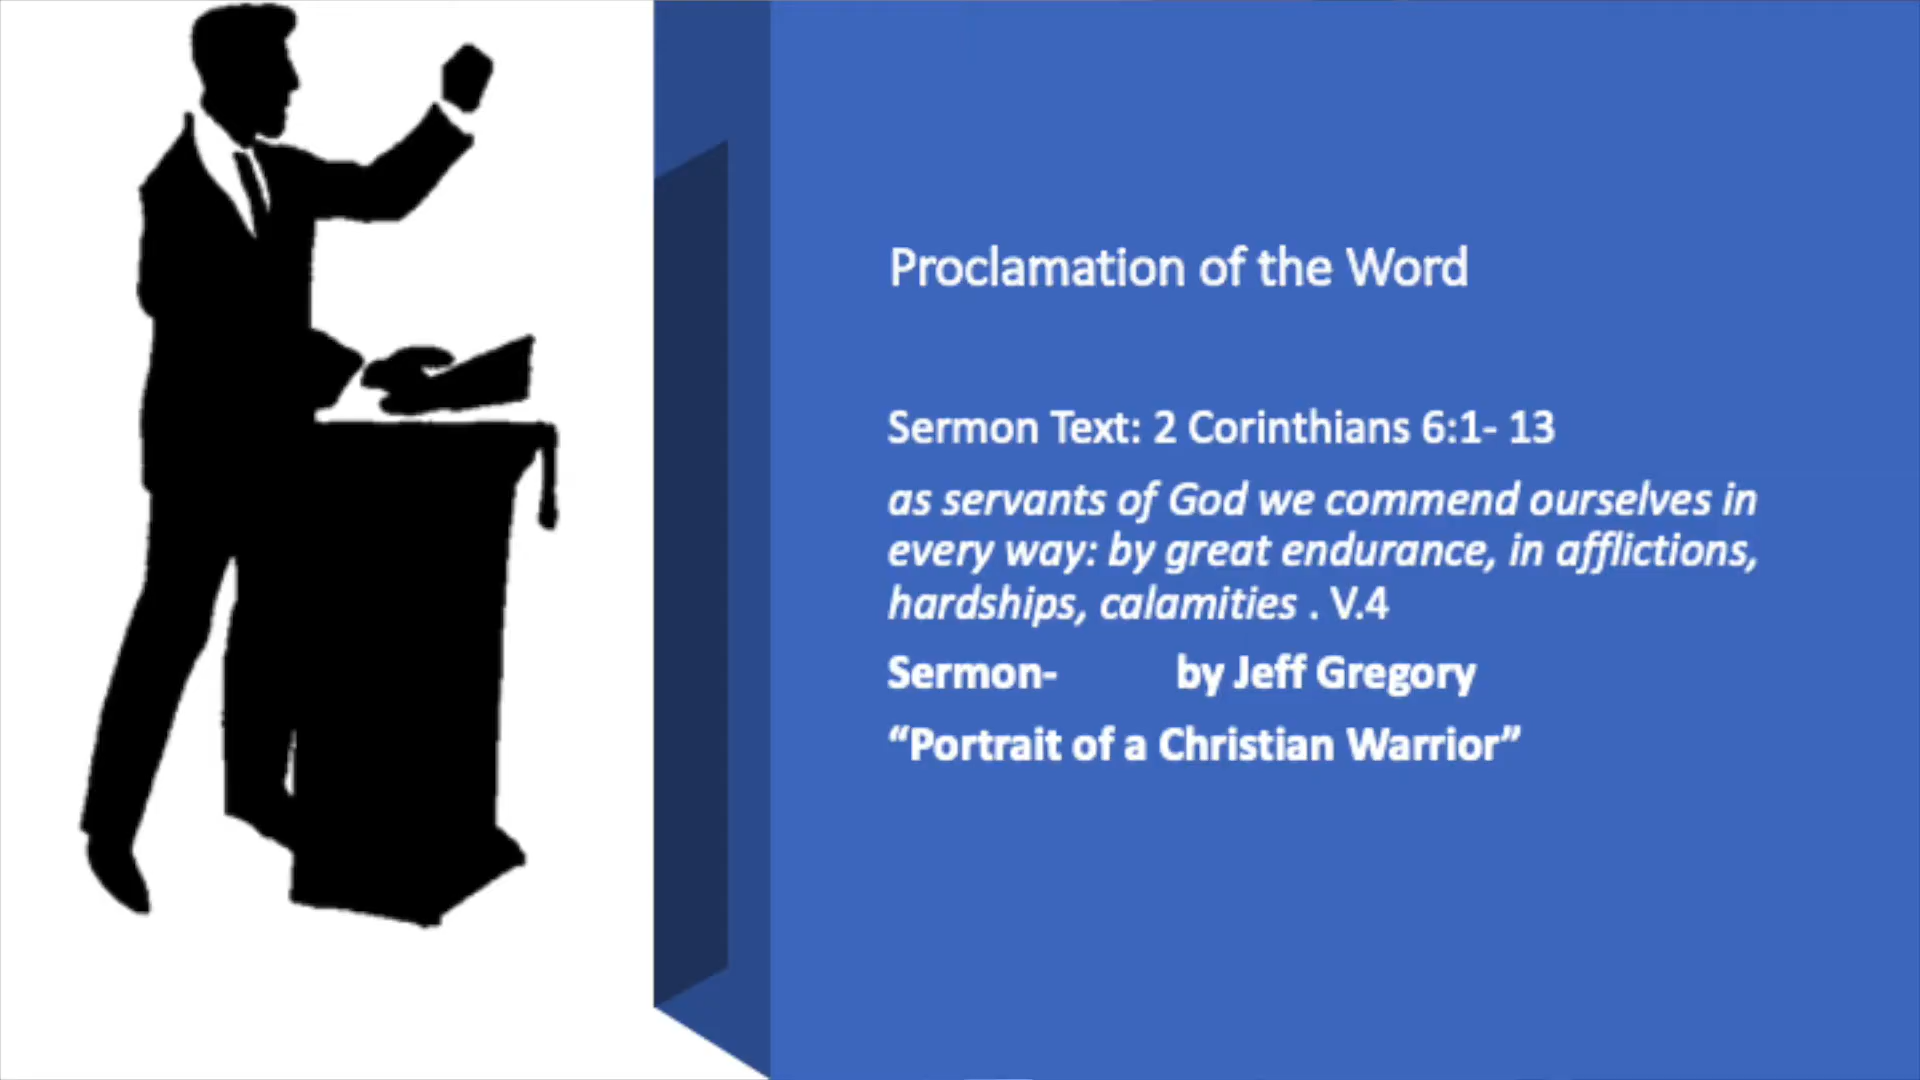 Proclamation of the Word
Sermon Text: 2 Corinthians 6:1- 13
as servants of God we commend ourselves in
every way: by great endurance, in afflictions,
hardships, calamities . V.4
Sermon- by Jeff Gregory
“Portrait of a Christian Warrior”